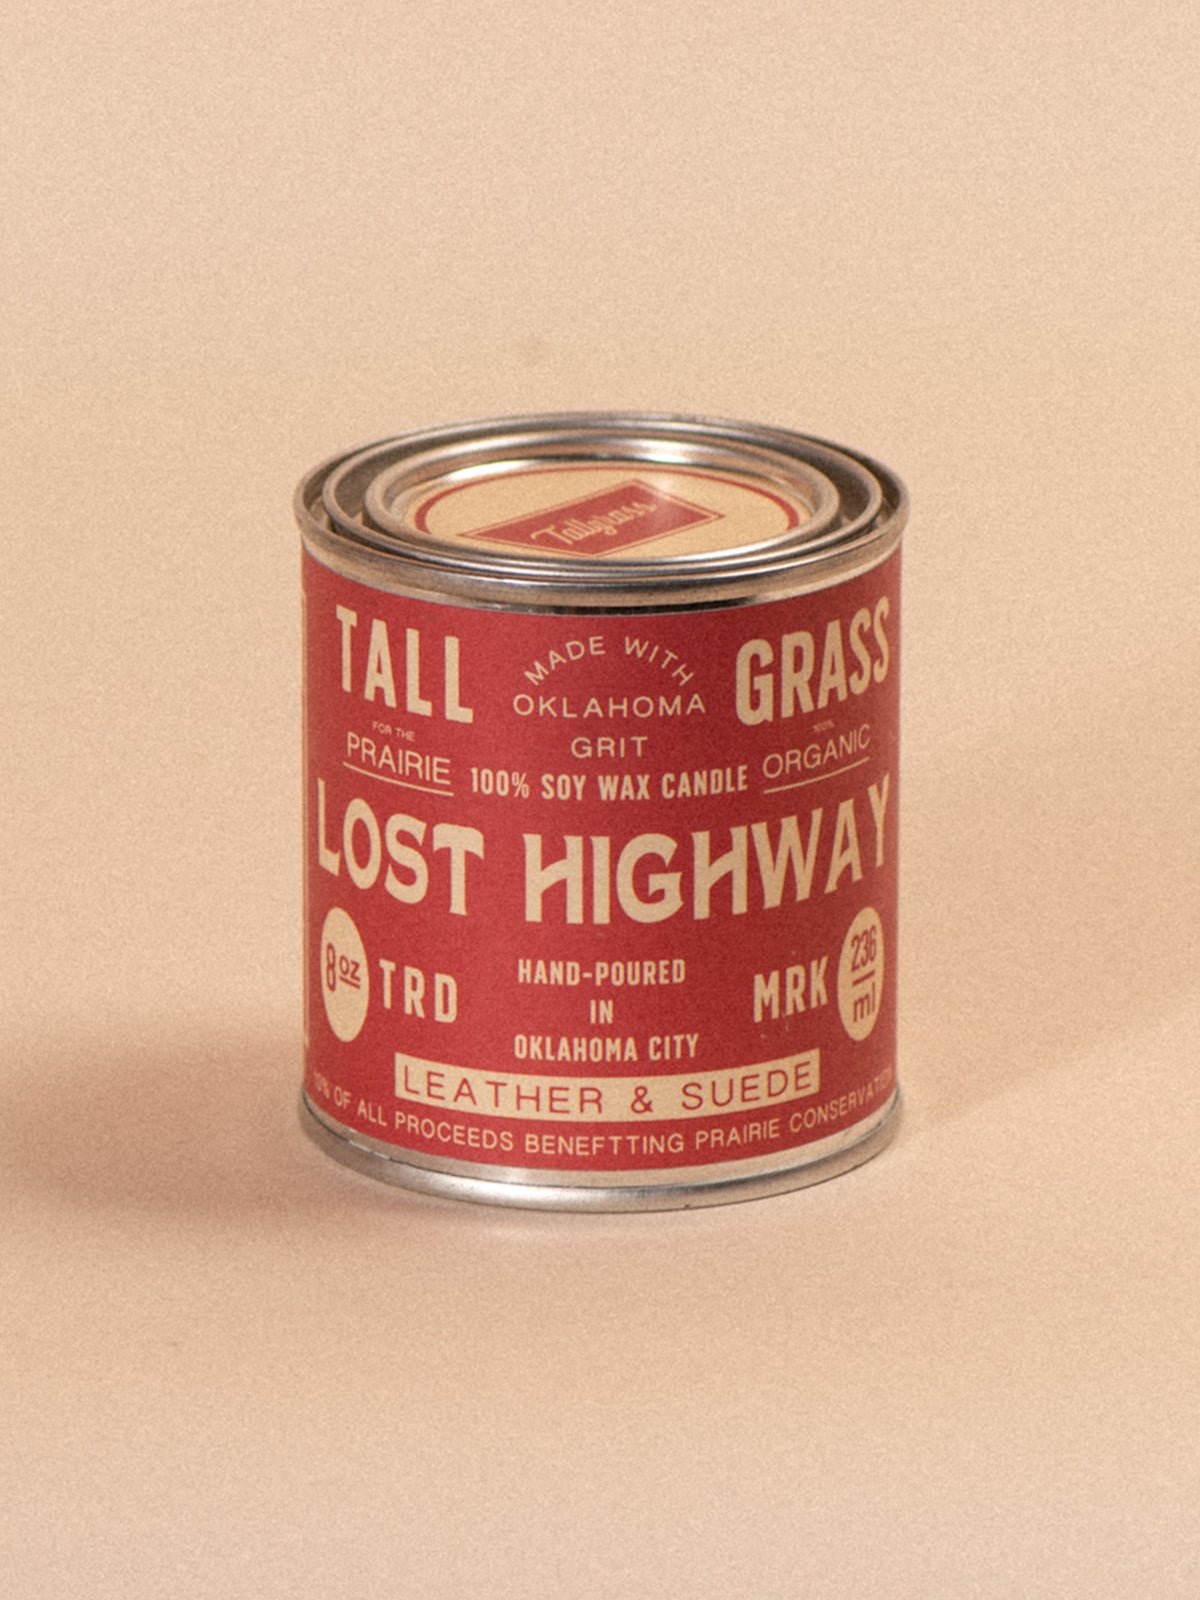 Tallgrass
TALL
MADE WITH
GRASS
OKLAHOMA
GRIT
FOR THE
PRAIRIE
100%
ORGANIC
100% SOY WAX CANDLE
LOST HIGHWAY
8oz
TRD
HAND-POURED
IN
OKLAHOMA CITY
MRK
236
ml
LEATHER & SUEDE
OF ALL PROCEEDS BENEFTTING PRAIRIE